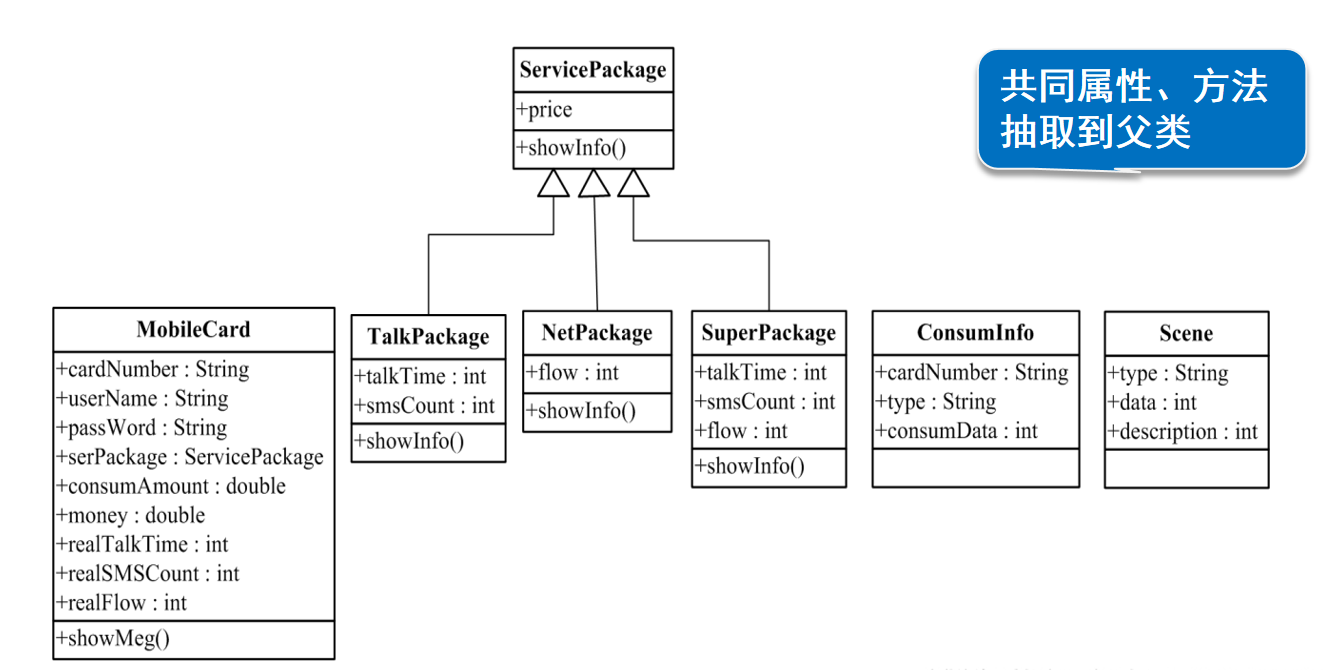 ServicePackage
+price
+showInfo()
共同属性、方法
抽取到父类
MobileCard
+cardNumber : String
+userName : String
+passWord : String
+serPackage : ServicePackage
+consumAmount : double
+money : double
+realTalkTime : int
+realSMSCount : int
+realFlow : int
+showMeg()
TalkPackage
+talkTime : int
+smsCount : int
+showInfo()
NetPackage
+flow : int
+showInfo()
SuperPackage
+talkTime : int
+smsCount : int
+flow : int
+showInfo()
ConsumInfo
+cardNumber : String
+type : String
+consumData : int
Scene
+type : String
+data : int
+description : int